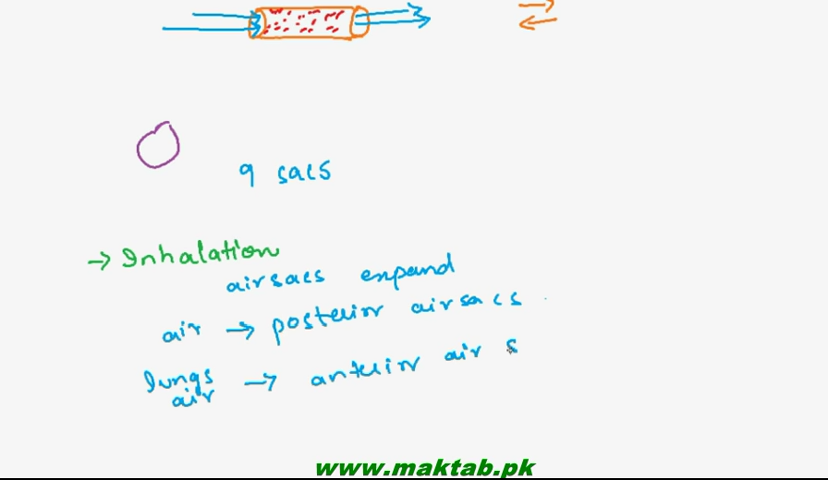 9 sacs
→ Inhalation
airsacs expand
air → posterior airsacs
lungs air → anterior air s
www.maktab.pk